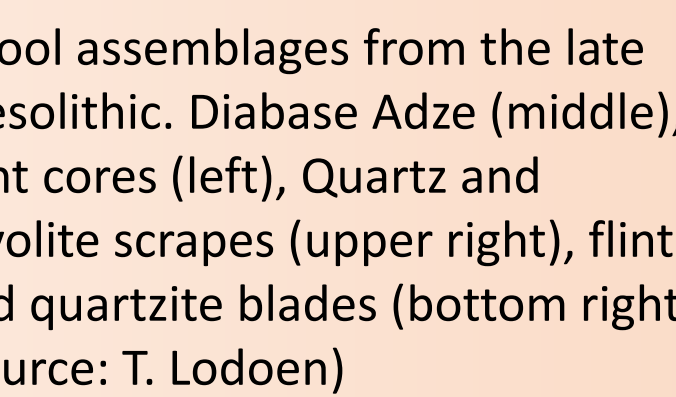 ool assemblages from the late
esolithic. Diabase Adze (middle),
nt cores (left), Quartz and
yolite scrapes (upper right), flint
d quartzite blades (bottom right
urce: T. Lodoen)